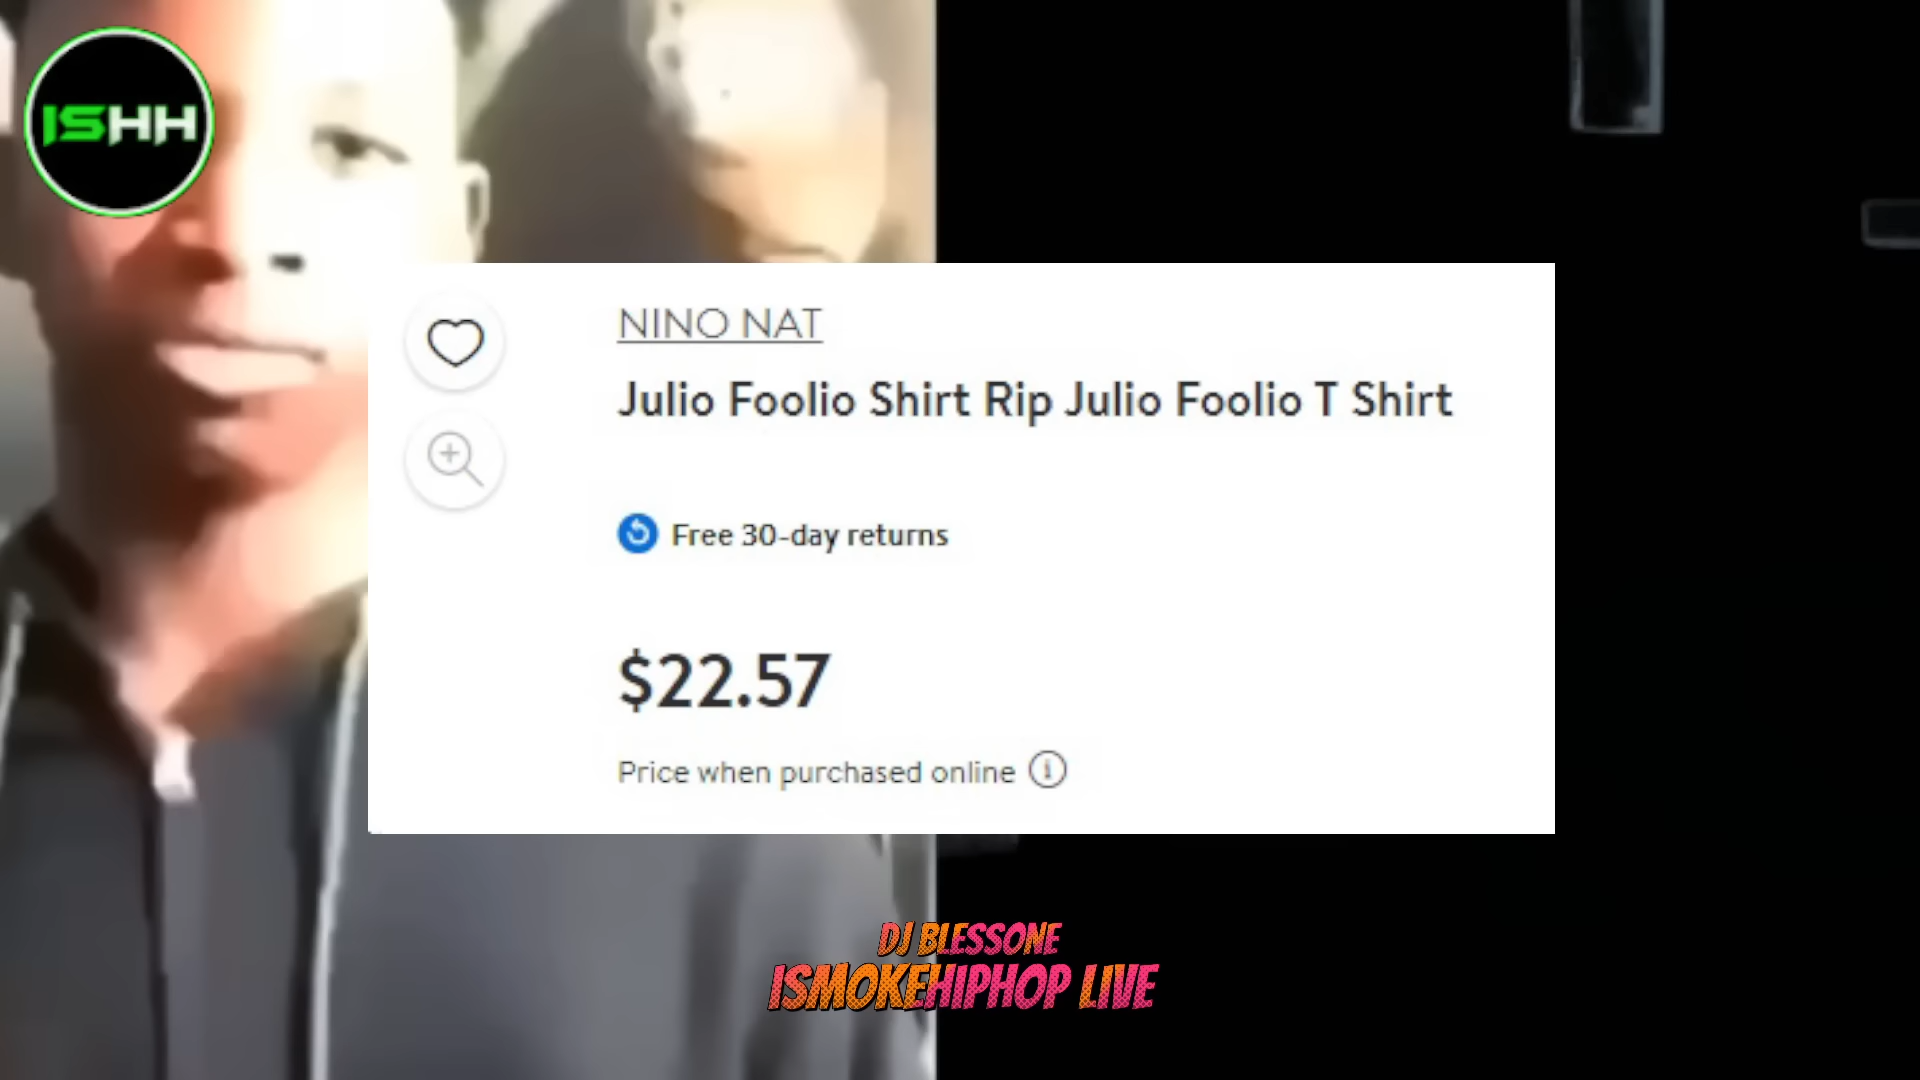 ISHH
NINO NAT
Julio Foolio Shirt Rip Julio Foolio T Shirt
Free 30-day returns
$22.57
Price when purchased online
DJ BLESSONE
ISMOKEHIPHOP LIVE